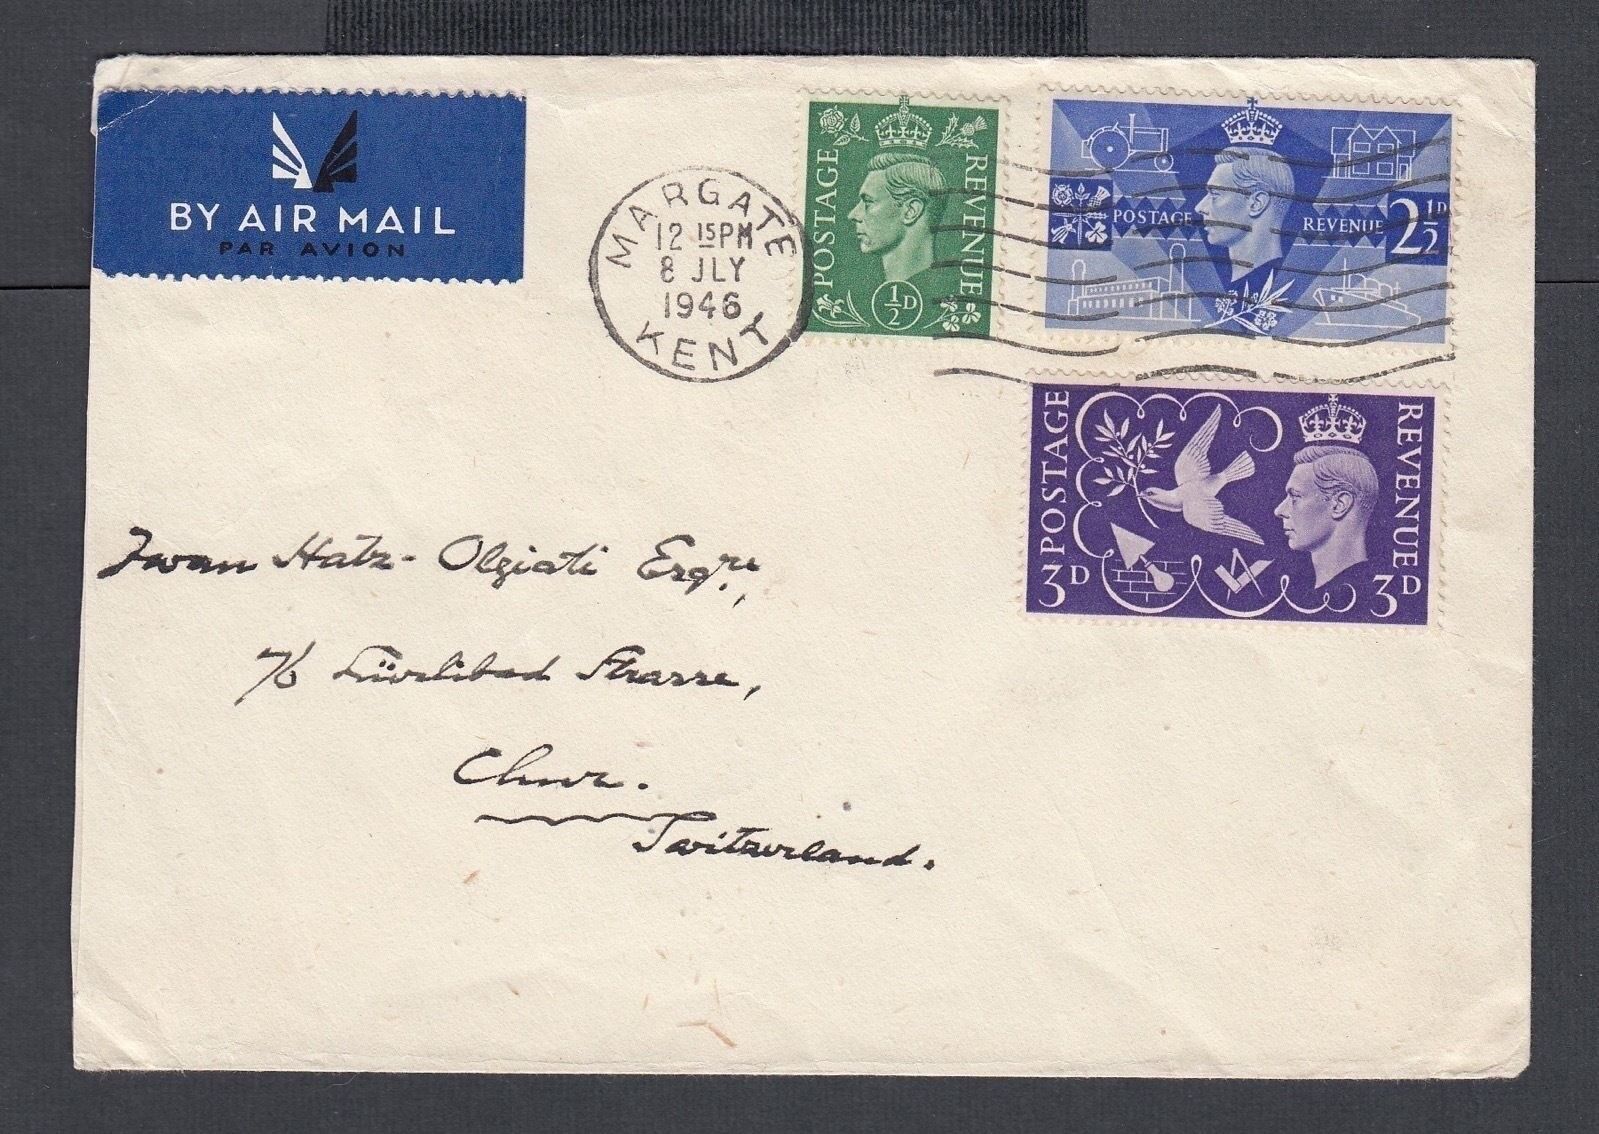 BY AIR MAIL
PAR AVION
MARGATE
12 15 PM
8 JLY
1946
KENT
POSTAGE REVENUE
½D
POSTAGE REVENUE 2½D
POSTAGE REVENUE
3D 3D
Iwan Hatz-Olgiati Esqre,
Strasse,
Chur.
Switzerland.